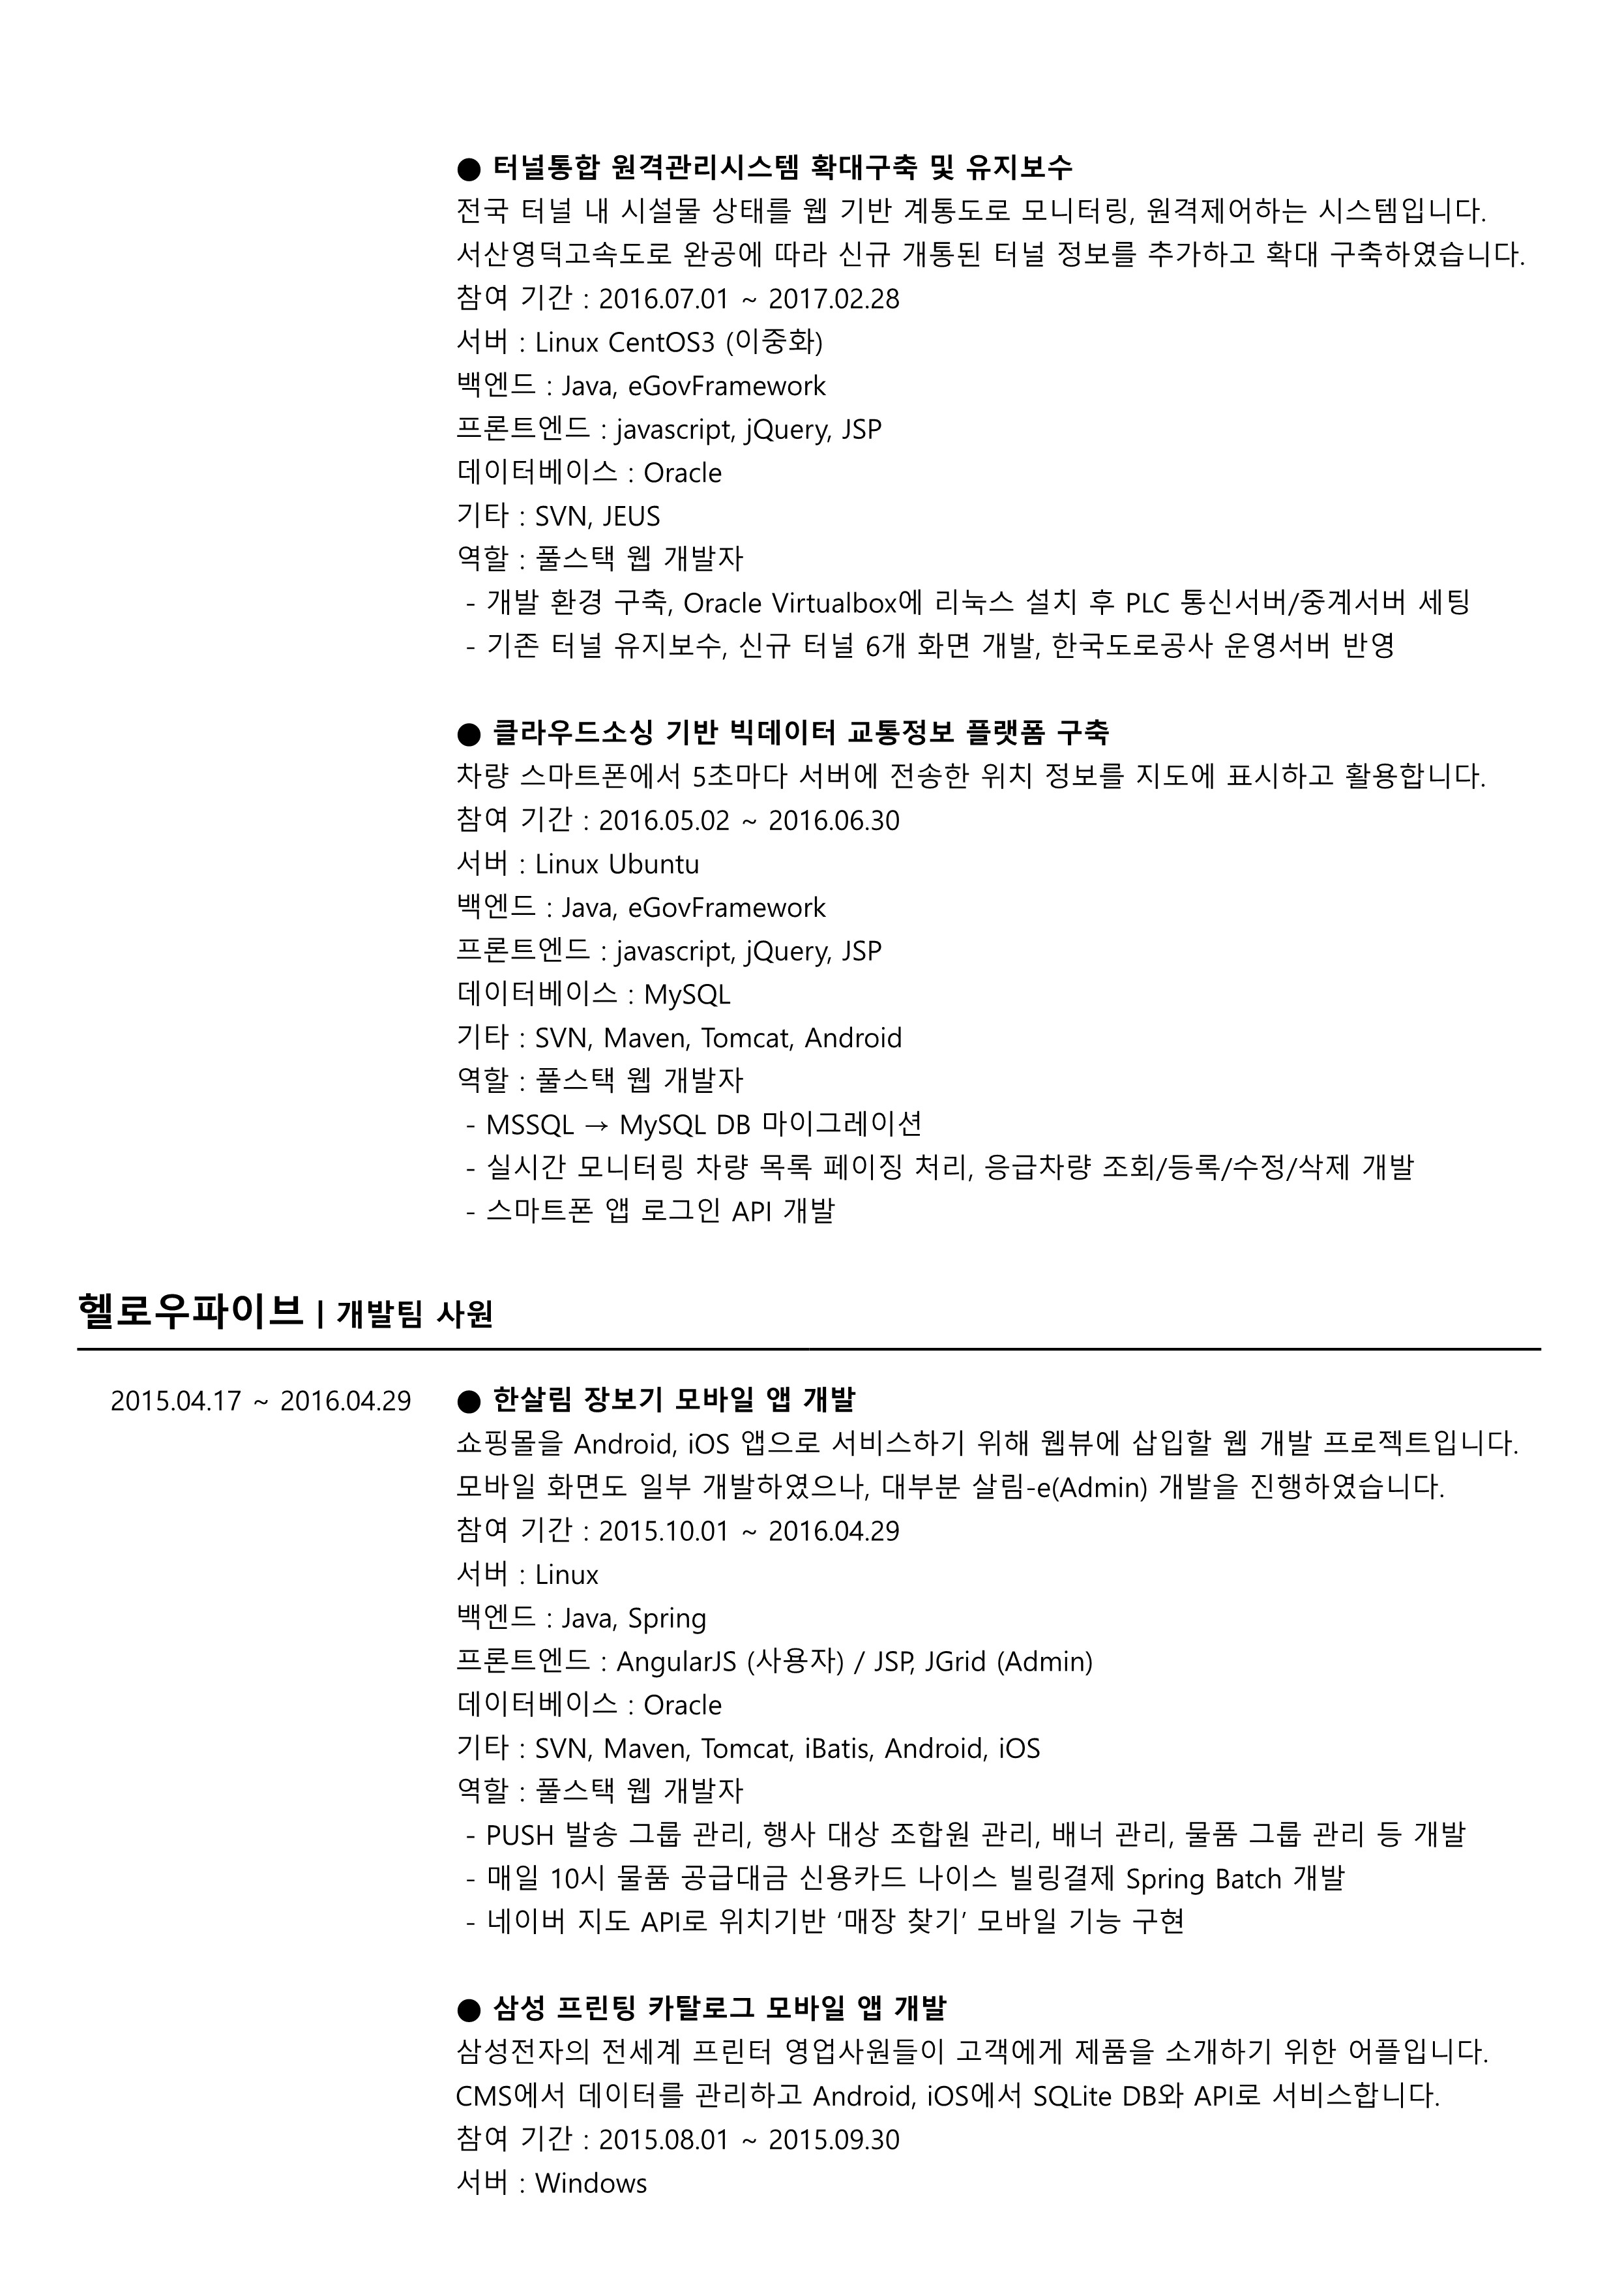 ● 터널통합 원격관리시스템 확대구축 및 유지보수
전국 터널 내 시설물 상태를 웹 기반 계통도로 모니터링, 원격제어하는 시스템입니다.
서산영덕고속도로 완공에 따라 신규 개통된 터널 정보를 추가하고 확대 구축하였습니다.
참여 기간 : 2016.07.01 ~ 2017.02.28
서버 : Linux CentOS3 (이중화)
백엔드 : Java, eGovFramework
프론트엔드 : javascript, jQuery, JSP
데이터베이스 : Oracle
기타 : SVN, JEUS
역할 : 풀스택 웹 개발자
- 개발 환경 구축, Oracle Virtualbox에 리눅스 설치 후 PLC 통신서버/중계서버 세팅
- 기존 터널 유지보수, 신규 터널 6개 화면 개발, 한국도로공사 운영서버 반영
● 클라우드소싱 기반 빅데이터 교통정보 플랫폼 구축
차량 스마트폰에서 5초마다 서버에 전송한 위치 정보를 지도에 표시하고 활용합니다.
참여 기간 : 2016.05.02 ~ 2016.06.30
서버 : Linux Ubuntu
백엔드 : Java, eGovFramework
프론트엔드 : javascript, jQuery, JSP
데이터베이스 : MySQL
기타 : SVN, Maven, Tomcat, Android
역할 : 풀스택 웹 개발자
- MSSQL → MySQL DB 마이그레이션
- 실시간 모니터링 차량 목록 페이징 처리, 응급차량 조회/등록/수정/삭제 개발
- 스마트폰 앱 로그인 API 개발
헬로우파이브 | 개발팀 사원
2015.04.17 ~ 2016.04.29
● 한살림 장보기 모바일 앱 개발
쇼핑몰을 Android, iOS 앱으로 서비스하기 위해 웹뷰에 삽입할 웹 개발 프로젝트입니다.
모바일 화면도 일부 개발하였으나, 대부분 살림-e(Admin) 개발을 진행하였습니다.
참여 기간 : 2015.10.01 ~ 2016.04.29
서버 : Linux
백엔드 : Java, Spring
프론트엔드 : AngularJS (사용자) / JSP, JGrid (Admin)
데이터베이스 : Oracle
기타 : SVN, Maven, Tomcat, iBatis, Android, iOS
역할 : 풀스택 웹 개발자
- PUSH 발송 그룹 관리, 행사 대상 조합원 관리, 배너 관리, 물품 그룹 관리 등 개발
- 매일 10시 물품 공급대금 신용카드 나이스 빌링결제 Spring Batch 개발
- 네이버 지도 API로 위치기반 ‘매장 찾기’ 모바일 기능 구현
● 삼성 프린팅 카탈로그 모바일 앱 개발
삼성전자의 전세계 프린터 영업사원들이 고객에게 제품을 소개하기 위한 어플입니다.
CMS에서 데이터를 관리하고 Android, iOS에서 SQLite DB와 API로 서비스합니다.
참여 기간 : 2015.08.01 ~ 2015.09.30
서버 : Windows